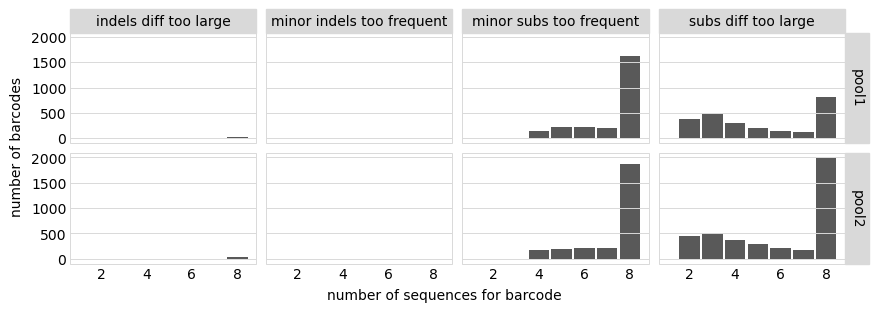 indels diff too large
minor indels too frequent
minor subs too frequent
subs diff too large
number of barcodes
2000
1500
1000
500
0
pool1
2000
1500
1000
500
0
pool2
2 4 6 8
2 4 6 8
2 4 6 8
2 4 6 8
number of sequences for barcode